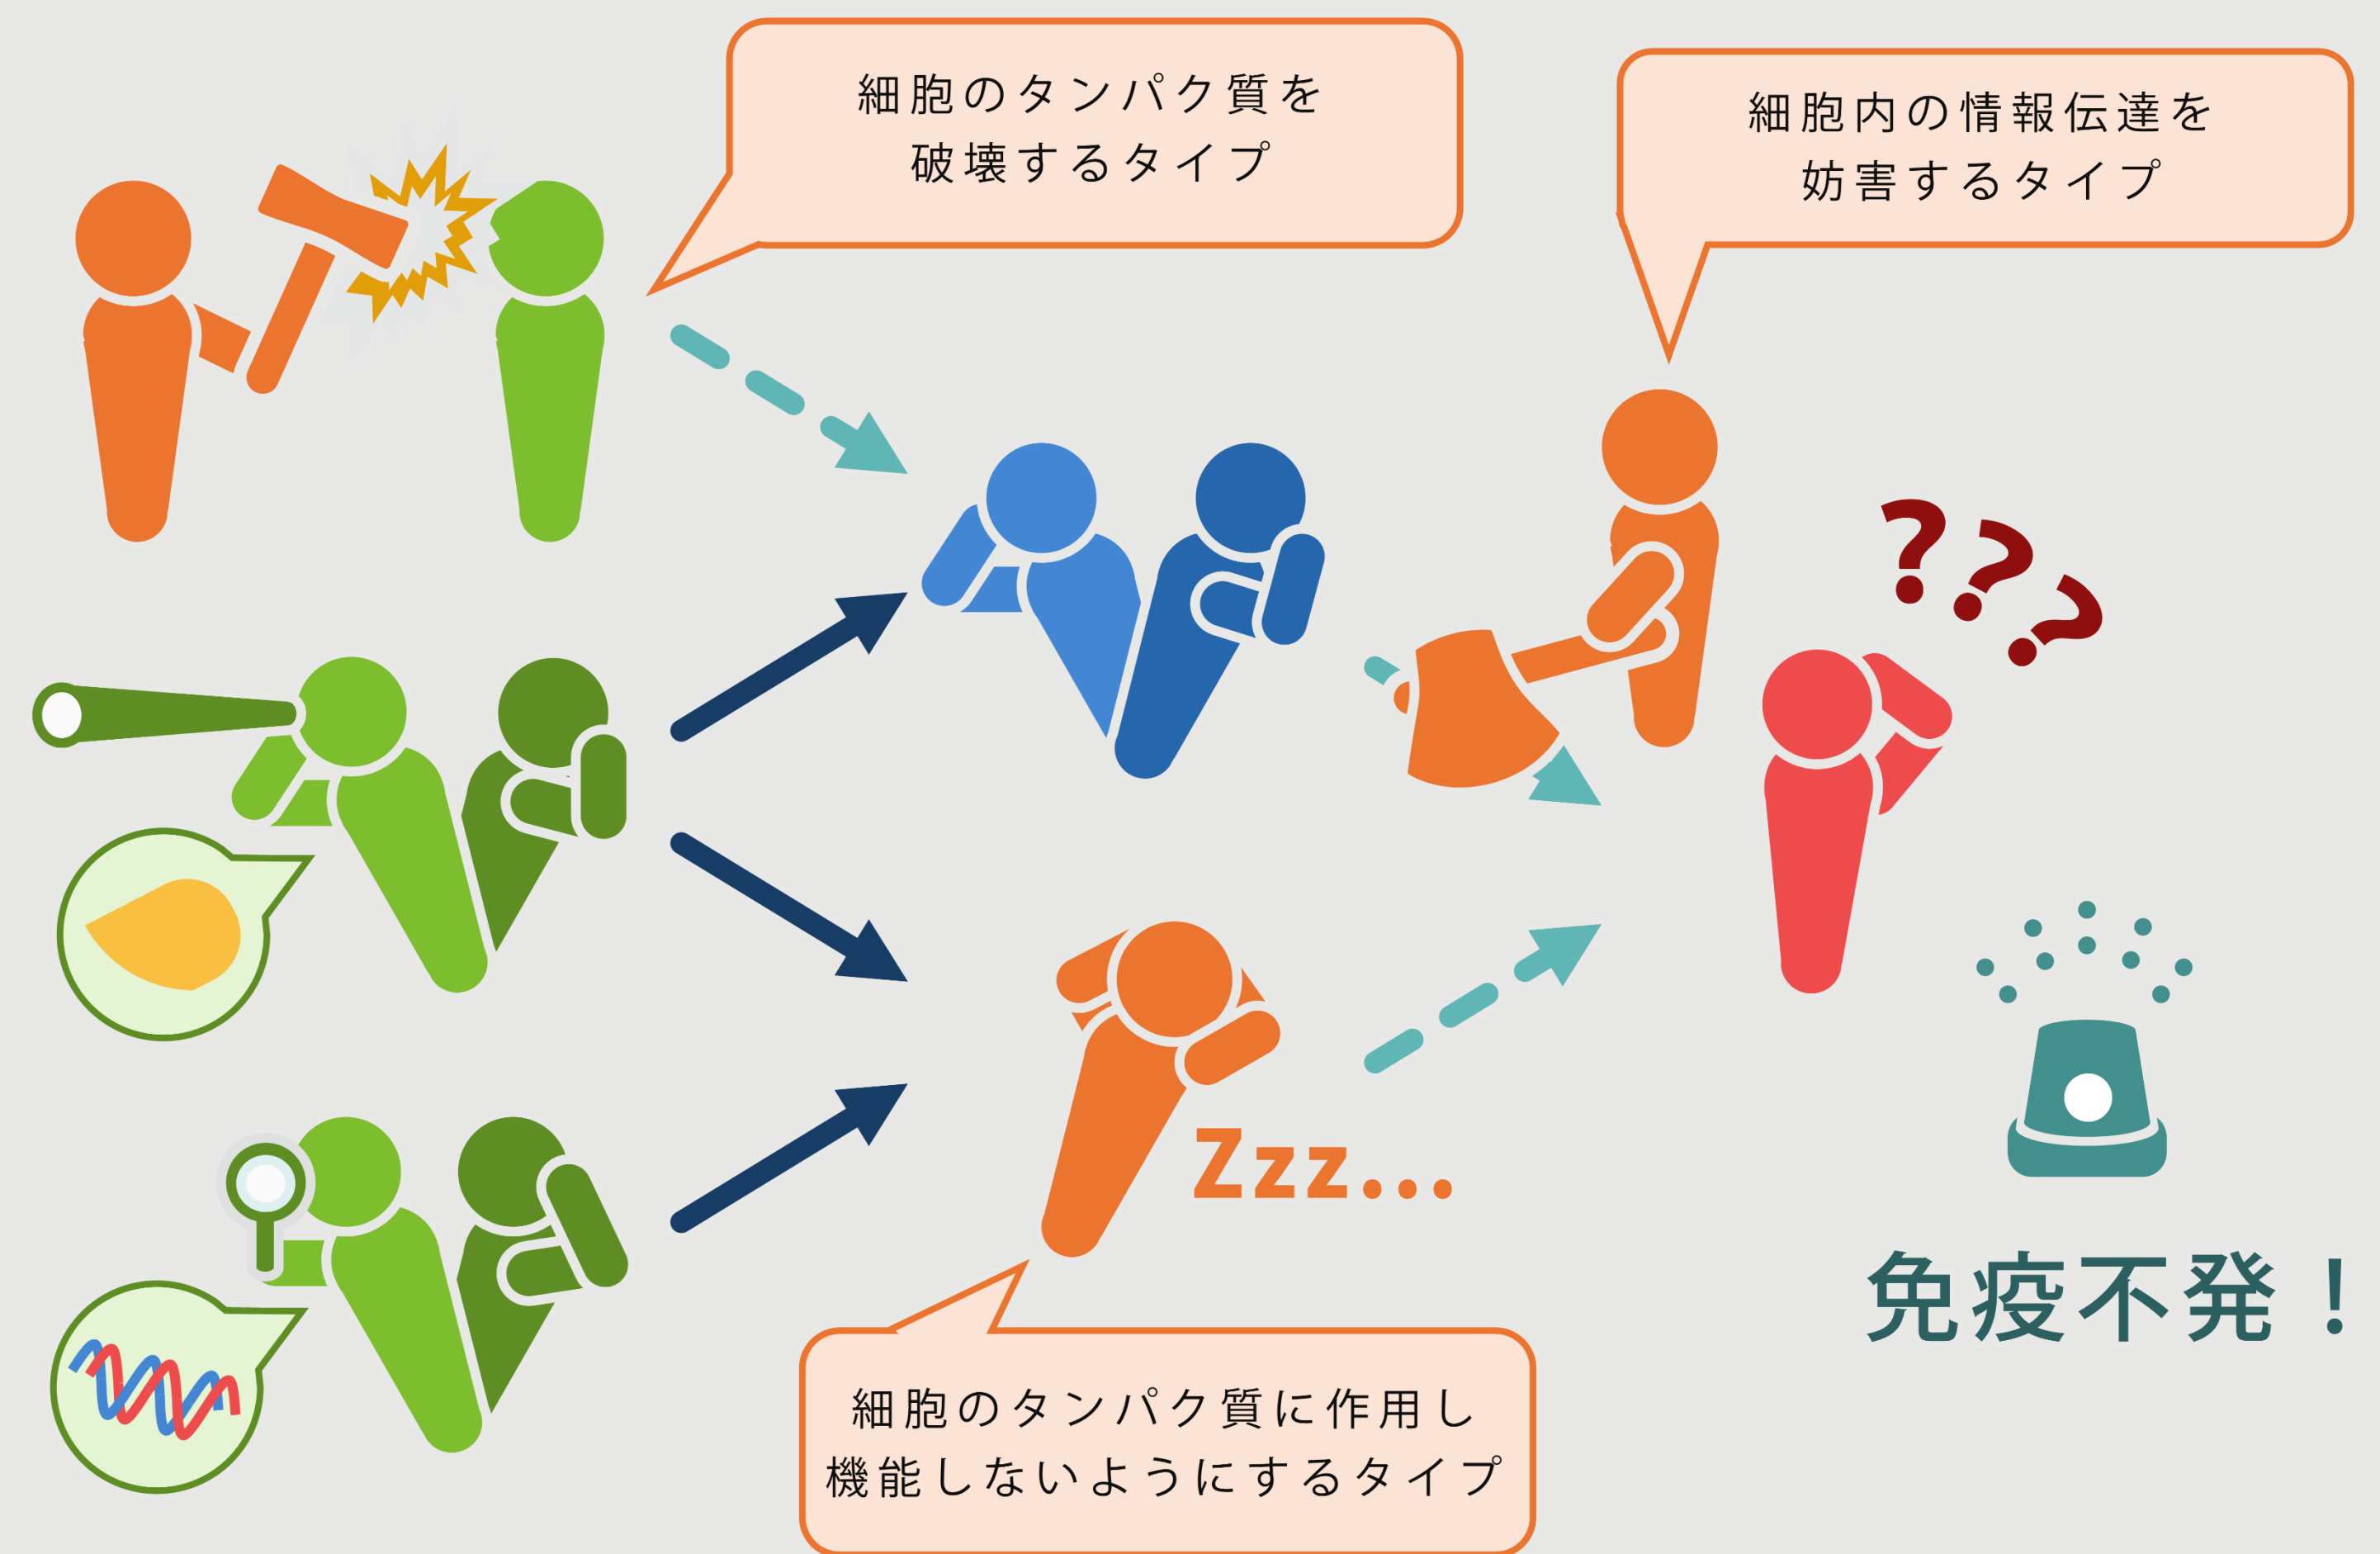 細胞のタンパク質を
破壊するタイプ
細胞内の情報伝達を
妨害するタイプ
???
Zzz...
免疫不発！
細胞のタンパク質に作用し
機能しないようにするタイプ